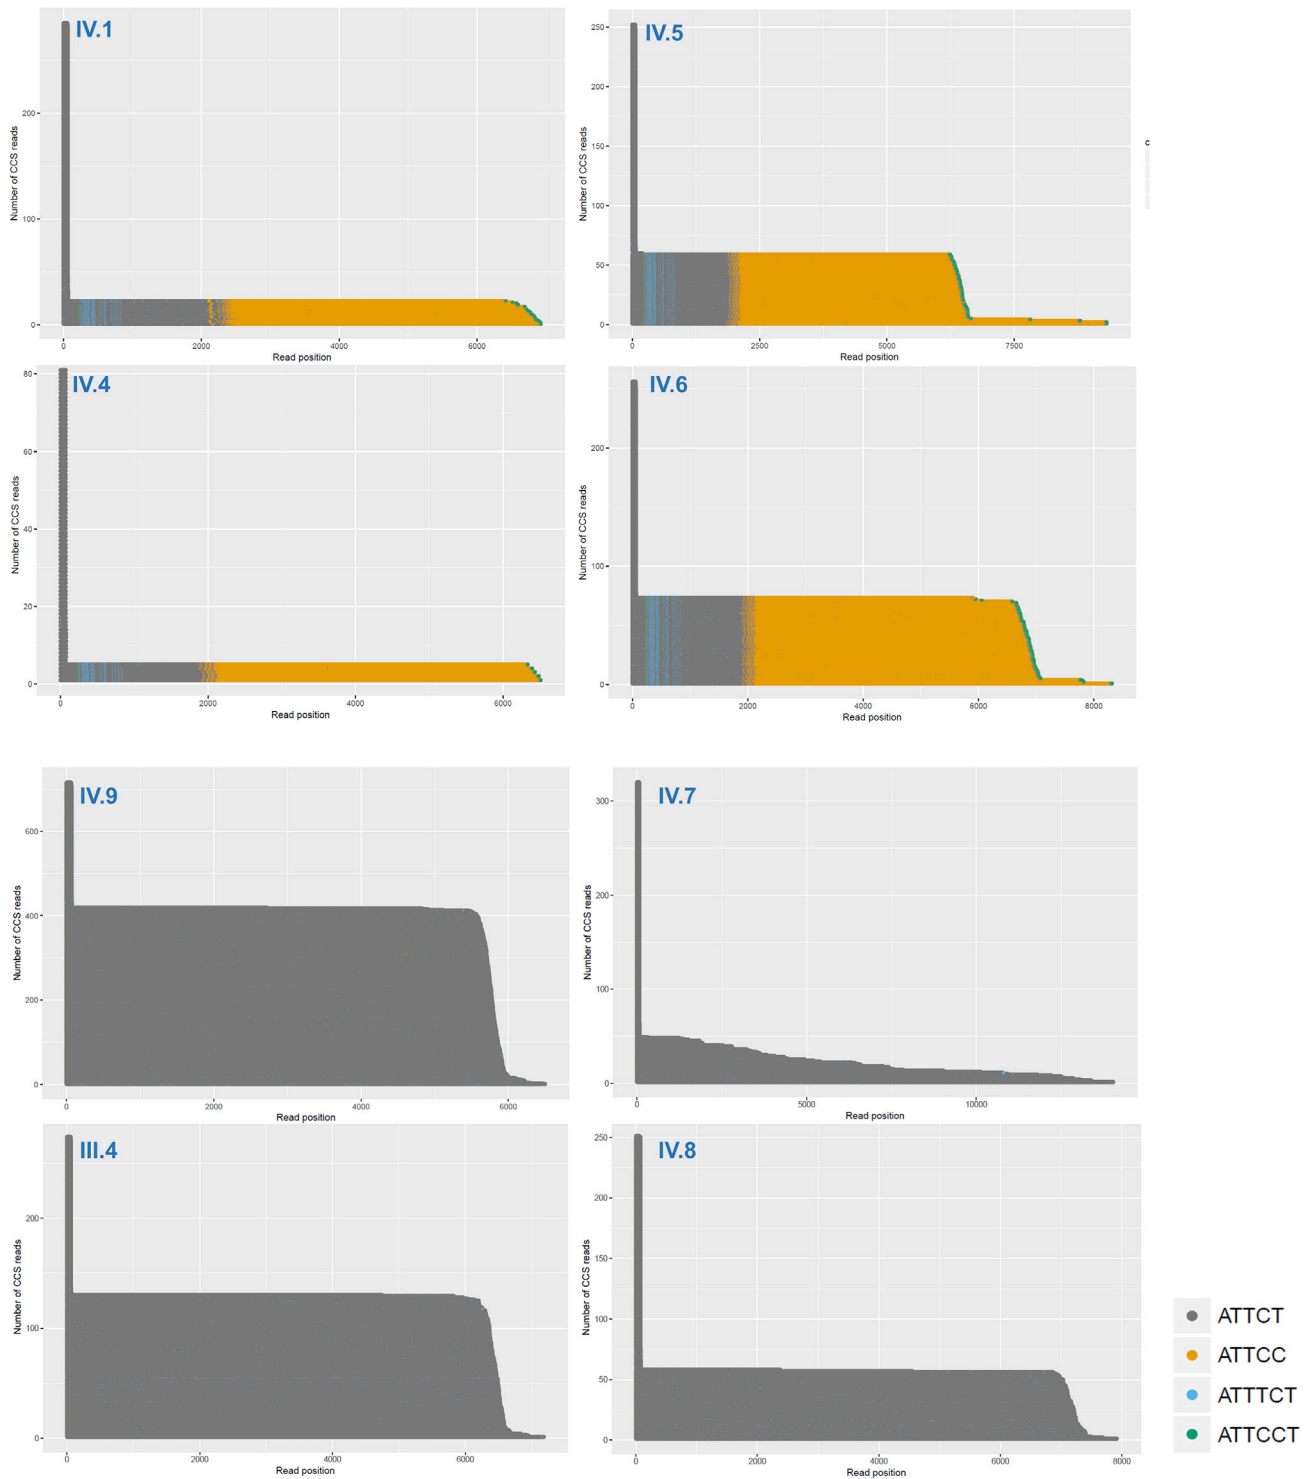 IV.1
Number of CCS reads
200
100
0
0 2000 4000 6000
Read position
IV.5
Number of CCS reads
250
200
150
100
50
0
0 2500 5000 7500
Read position
c
IV.4
Number of CCS reads
80
60
40
20
0
0 2000 4000 6000
Read position
IV.6
Number of CCS reads
200
100
0
0 2000 4000 6000 8000
Read position
IV.9
Number of CCS reads
600
400
200
0
0 2000 4000 6000
Read position
IV.7
Number of CCS reads
300
200
100
0
0 5000 10000
Read position
III.4
Number of CCS reads
200
100
0
0 2000 4000 6000
Read position
IV.8
Number of CCS reads
250
200
150
100
50
0
0 2000 4000 6000 8000
Read position
ATTCT
ATTCC
ATTTCT
ATTCCT